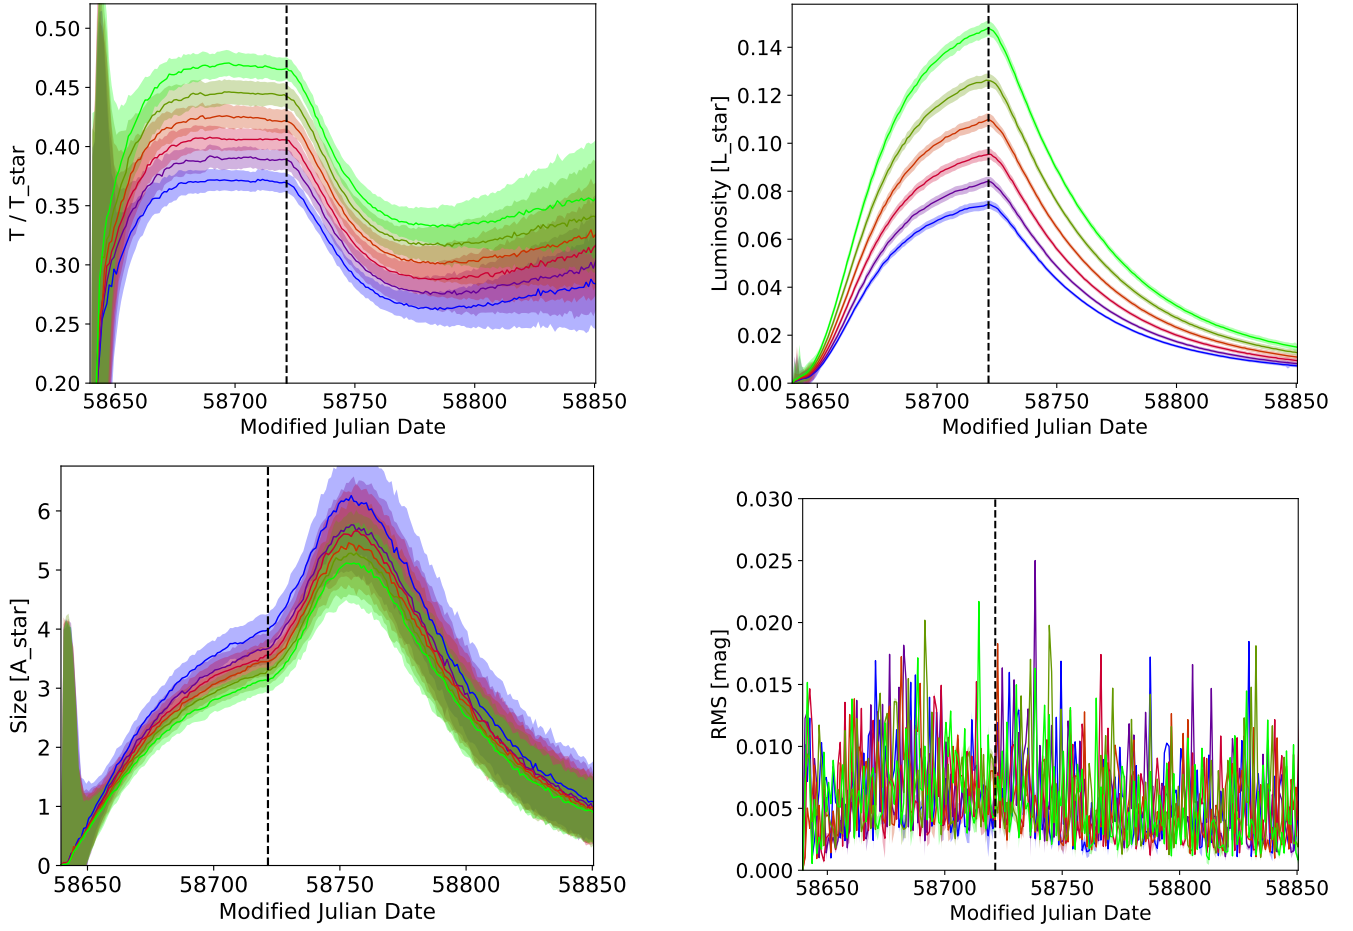 T / T_star
0.50
0.45
0.40
0.35
0.30
0.25
0.20
58650 58700 58750 58800 58850
Modified Julian Date
Luminosity [L_star]
0.14
0.12
0.10
0.08
0.06
0.04
0.02
0.00
58650 58700 58750 58800 58850
Modified Julian Date
Size [A_star]
6
5
4
3
2
1
0
58650 58700 58750 58800 58850
Modified Julian Date
RMS [mag]
0.030
0.025
0.020
0.015
0.010
0.005
0.000
58650 58700 58750 58800 58850
Modified Julian Date